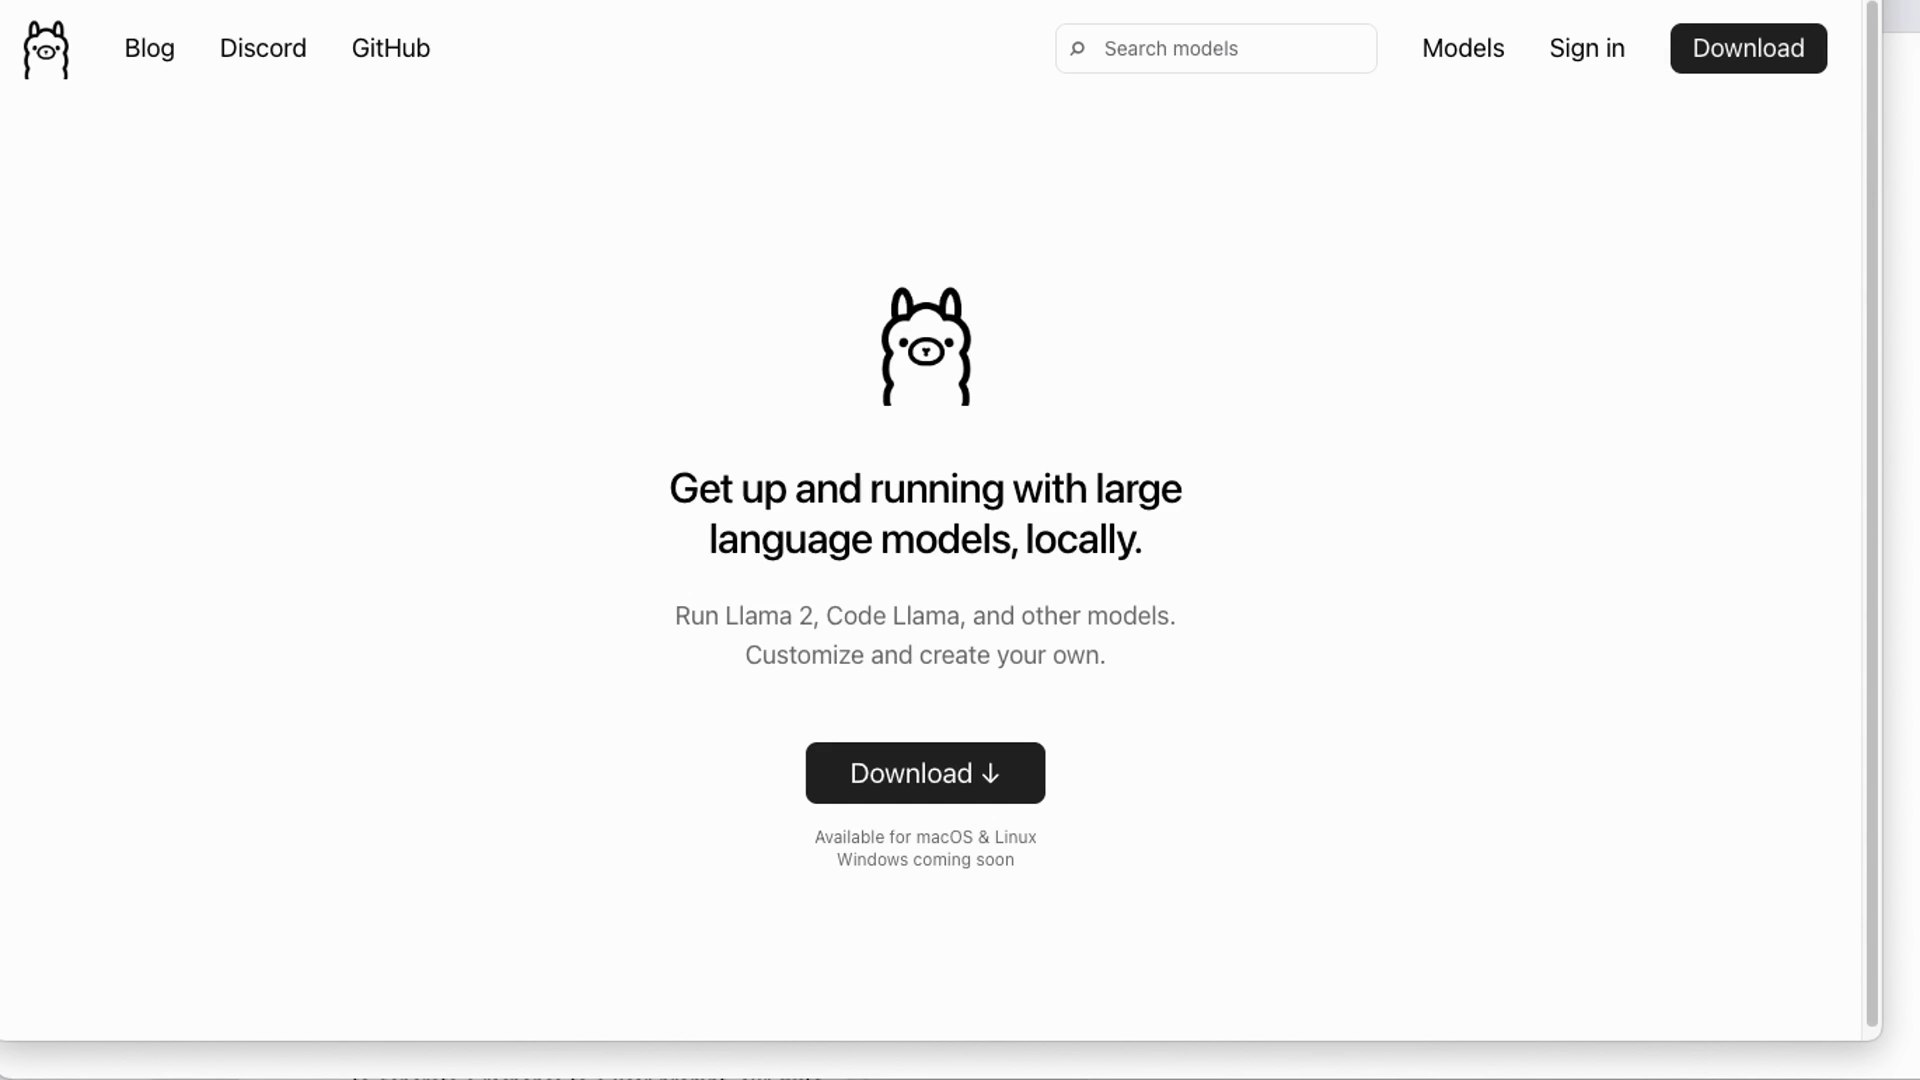 Blog
Discord
GitHub
Search models
Models
Sign in
Download
Get up and running with large
language models, locally.
Run Llama 2, Code Llama, and other models.
Customize and create your own.
Download ↓
Available for macOS & Linux
Windows coming soon